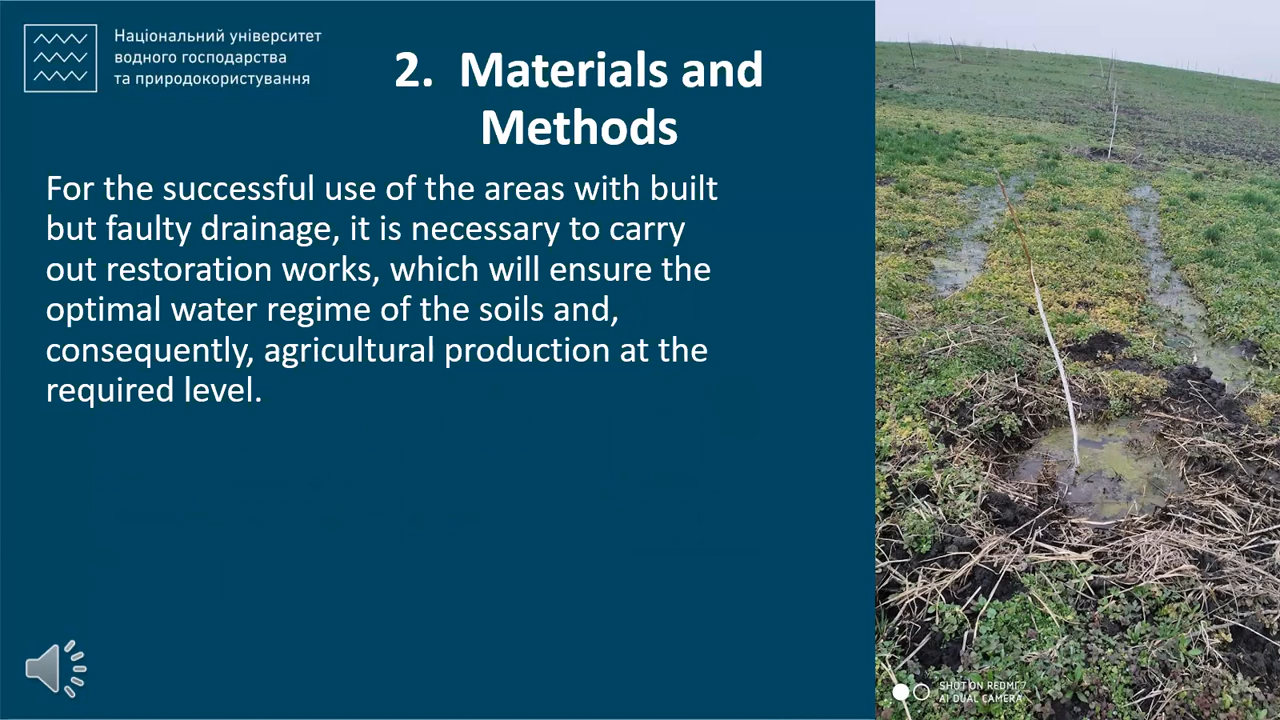 Національний університет
водного господарства
та природокористування
2. Materials and
Methods
For the successful use of the areas with built
but faulty drainage, it is necessary to carry
out restoration works, which will ensure the
optimal water regime of the soils and,
consequently, agricultural production at the
required level.
SHOT ON REDMI 7
AI DUAL CAMERA